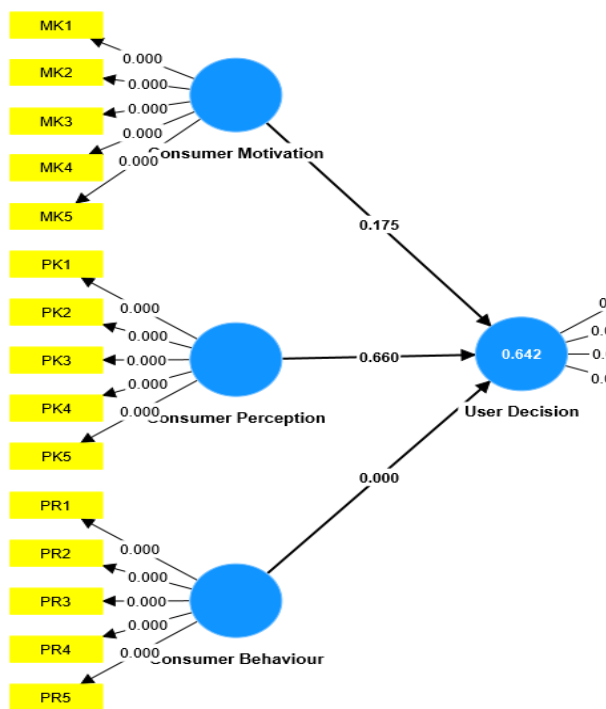 MK1
0.000
MK2
0.000
MK3
0.000
0.000
MK4
0.000
Consumer Motivation
MK5
0.175
PK1
0.000
PK2
0.000
PK3
0.000
0.000
PK4
0.000
Consumer Perception
PK5
0.660
0.642
User Decision
PR1
0.000
PR2
0.000
PR3
0.000
0.000
PR4
0.000
Consumer Behaviour
PR5
0.000